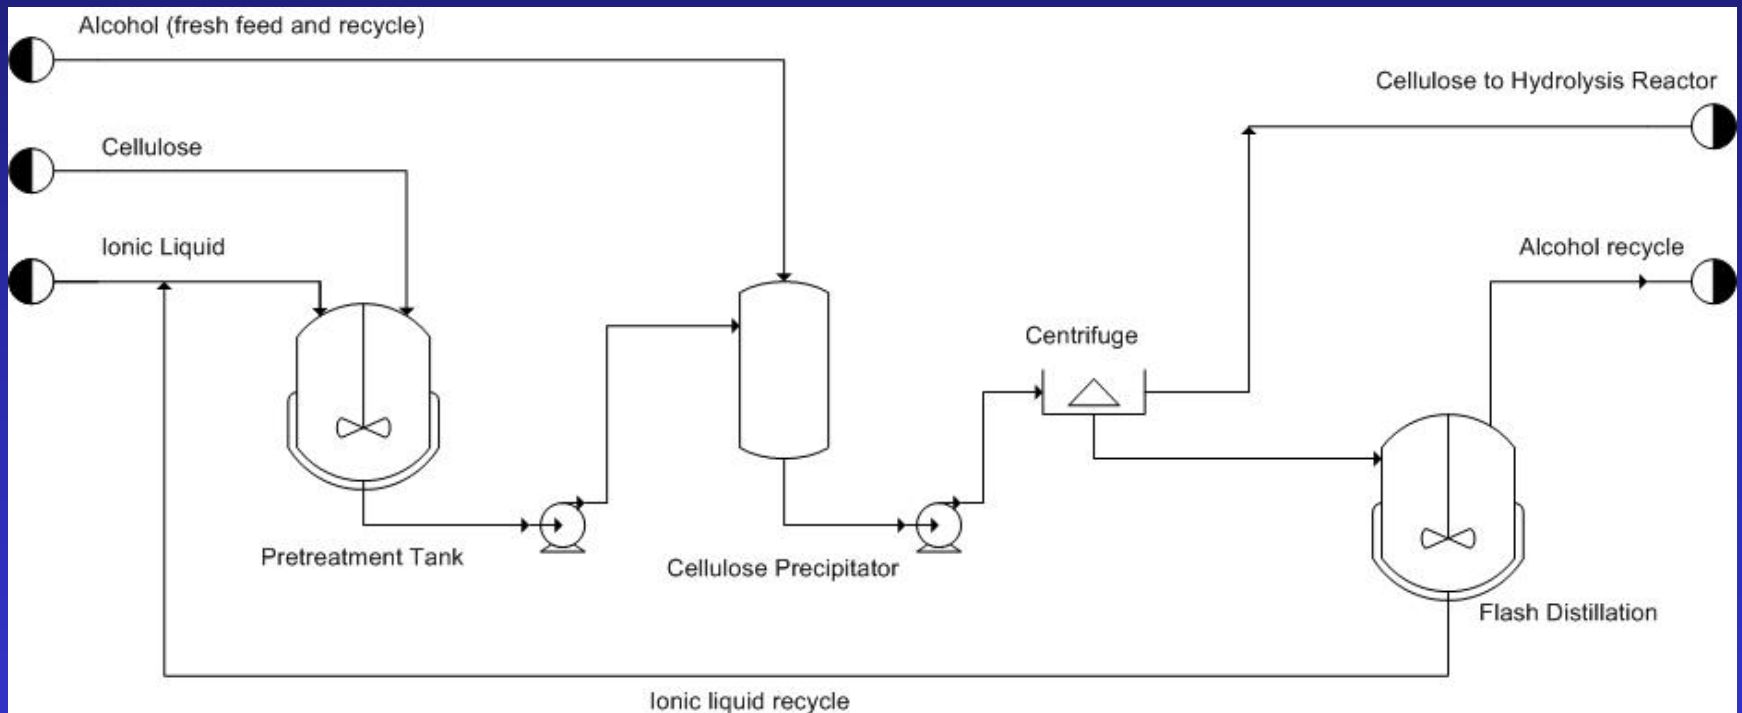 Alcohol (fresh feed and recycle)
Cellulose to Hydrolysis Reactor
Cellulose
Ionic Liquid
Alcohol recycle
Centrifuge
Pretreatment Tank
Cellulose Precipitator
Flash Distillation
Ionic liquid recycle